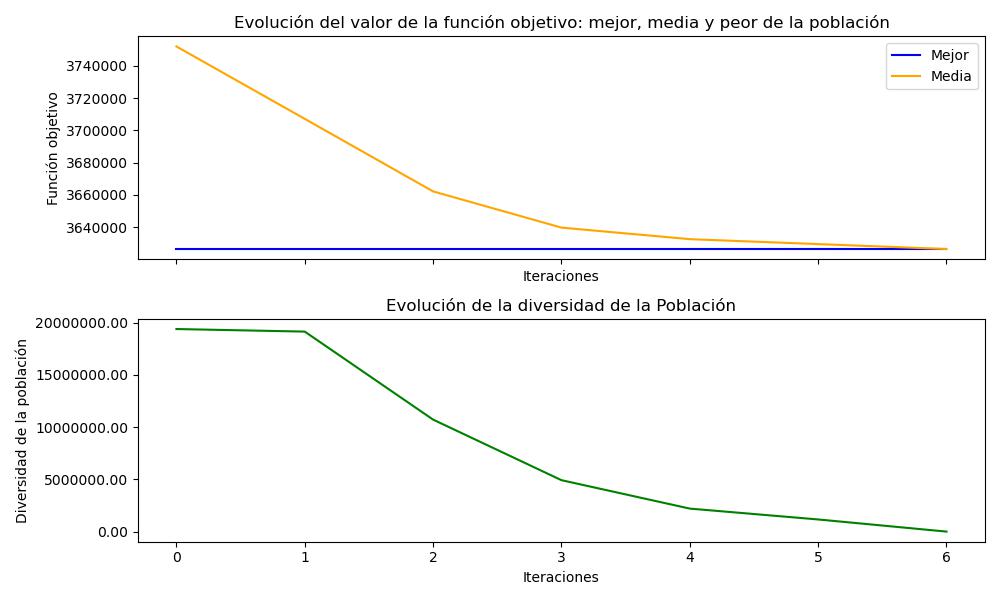 Evolución del valor de la función objetivo: mejor, media y peor de la población
Función objetivo
3740000
3720000
3700000
3680000
3660000
3640000
Mejor
Media
Iteraciones
Evolución de la diversidad de la Población
Diversidad de la población
20000000.00
15000000.00
10000000.00
5000000.00
0.00
0 1 2 3 4 5 6
Iteraciones